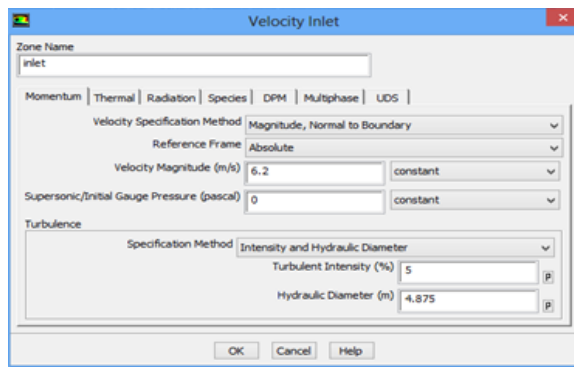 Velocity Inlet
Zone Name
inlet
Momentum Thermal Radiation Species DPM Multiphase UDS
Velocity Specification Method Magnitude, Normal to Boundary
Reference Frame Absolute
Velocity Magnitude (m/s) 6.2 constant
Supersonic/Initial Gauge Pressure (pascal) 0 constant
Turbulence
Specification Method Intensity and Hydraulic Diameter
Turbulent Intensity (%) 5 P
Hydraulic Diameter (m) 4.875 P
OK Cancel Help